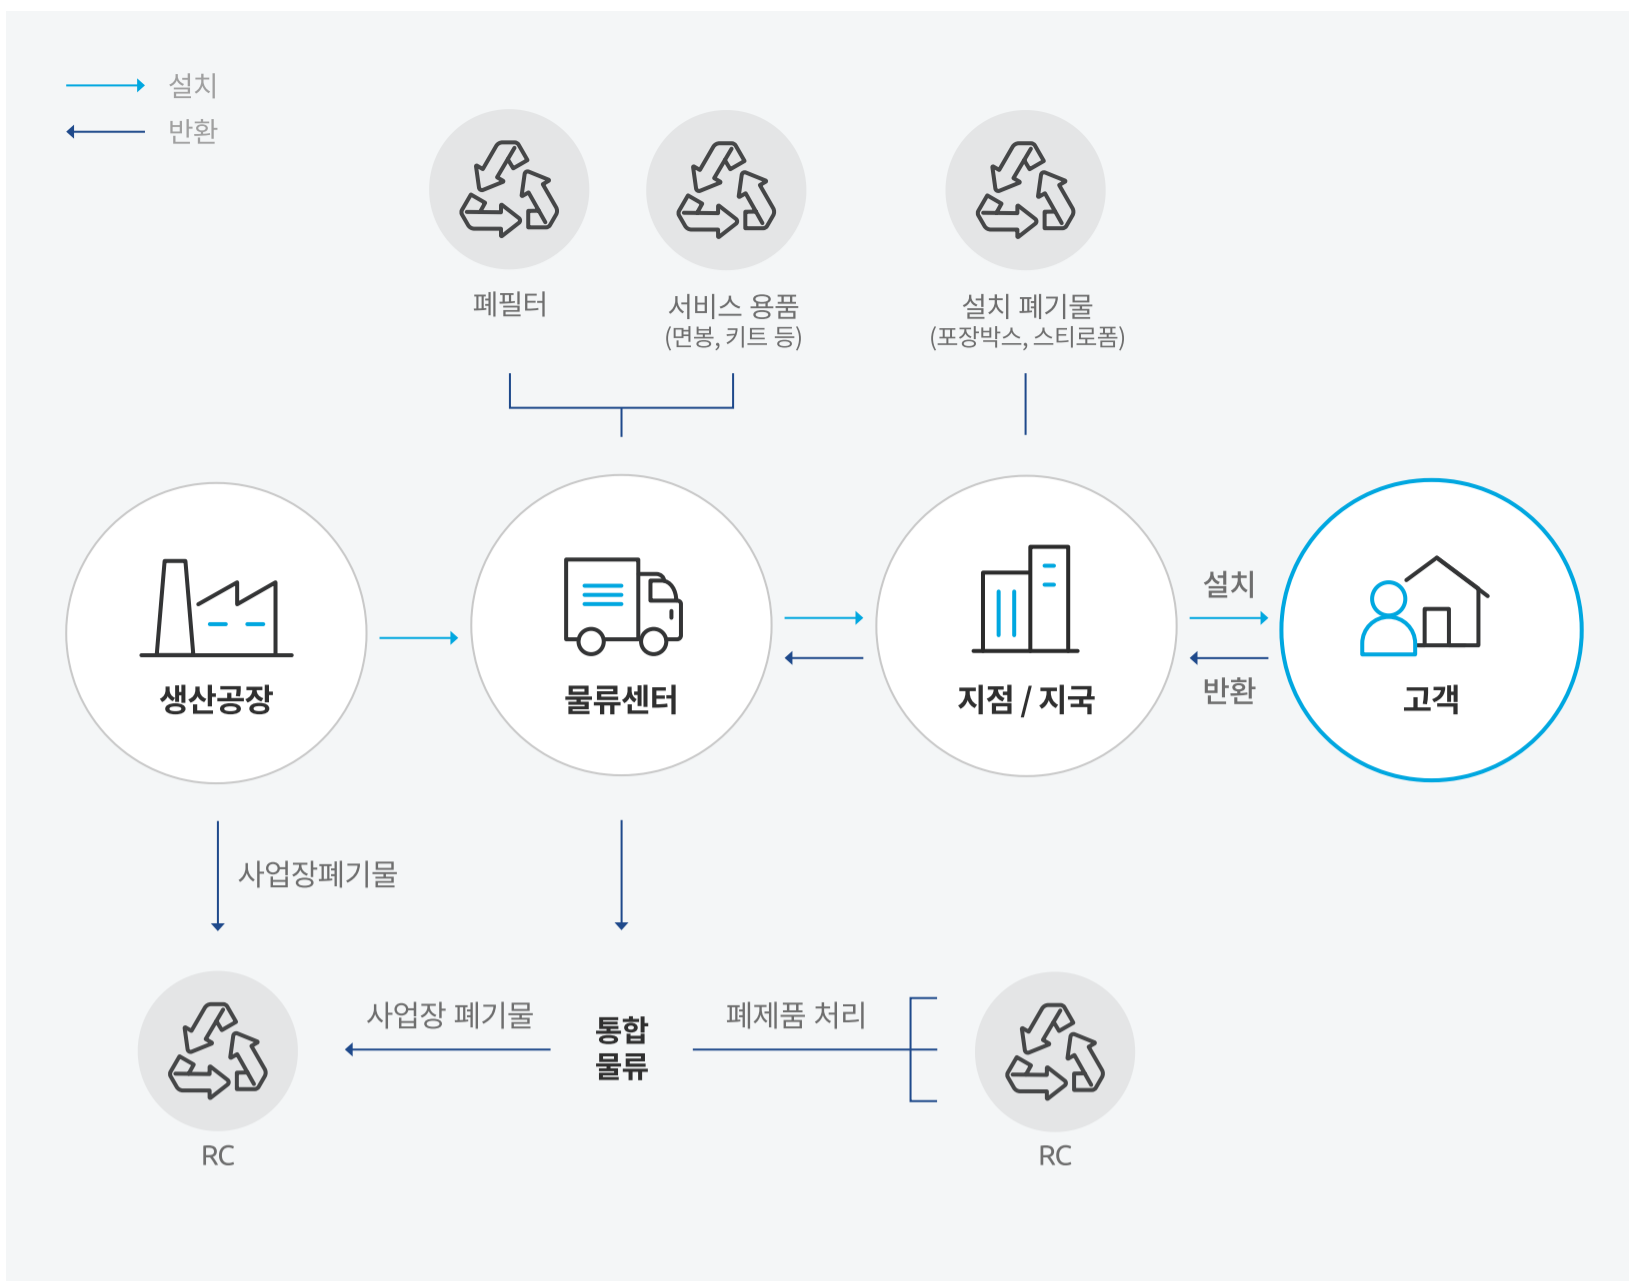 설치
반환
폐필터
서비스 용품
(면봉, 키트 등)
설치 폐기물
(포장박스, 스티로폼)
생산공장
물류센터
지점 / 지국
설치
반환
고객
사업장폐기물
사업장 폐기물
통합
물류
폐제품 처리
RC
RC